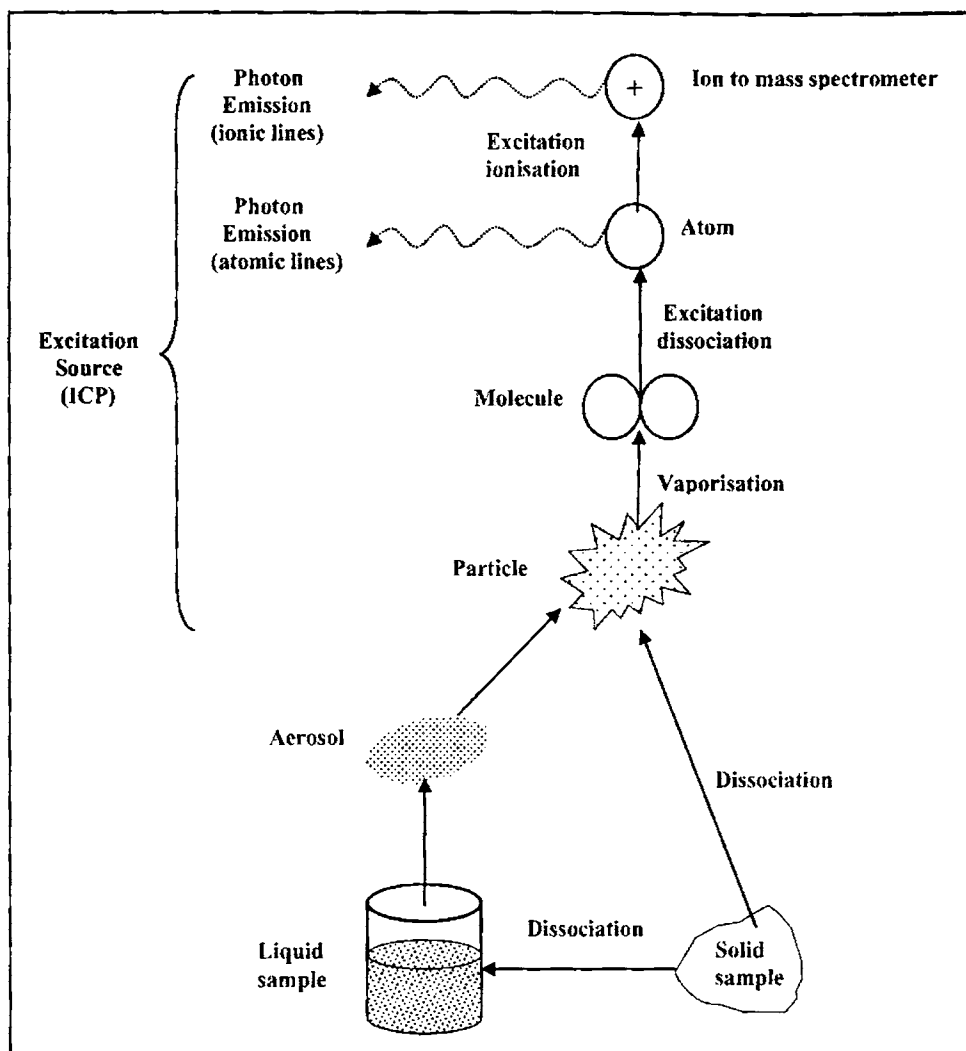 Photon
Emission
(ionic lines)
Ion to mass spectrometer
+
Excitation
ionisation
Photon
Emission
(atomic lines)
Atom
Excitation
dissociation
Excitation
Source
(ICP)
Molecule
Vaporisation
Particle
Aerosol
Dissociation
Dissociation
Liquid
sample
Solid
sample